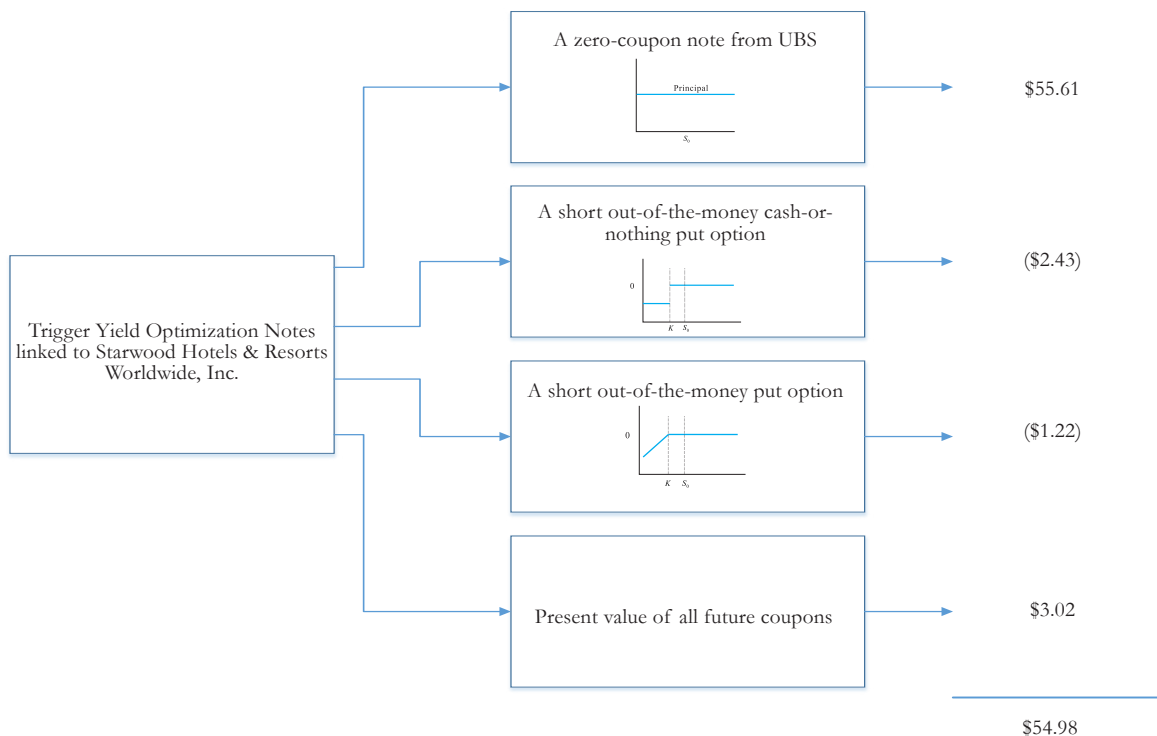 A zero-coupon note from UBS
Principal
S₀
$55.61
A short out-of-the-money cash-or-
nothing put option
0
K
S₀
($2.43)
Trigger Yield Optimization Notes
linked to Starwood Hotels & Resorts
Worldwide, Inc.
A short out-of-the-money put option
0
K
S₀
($1.22)
Present value of all future coupons
$3.02
$54.98